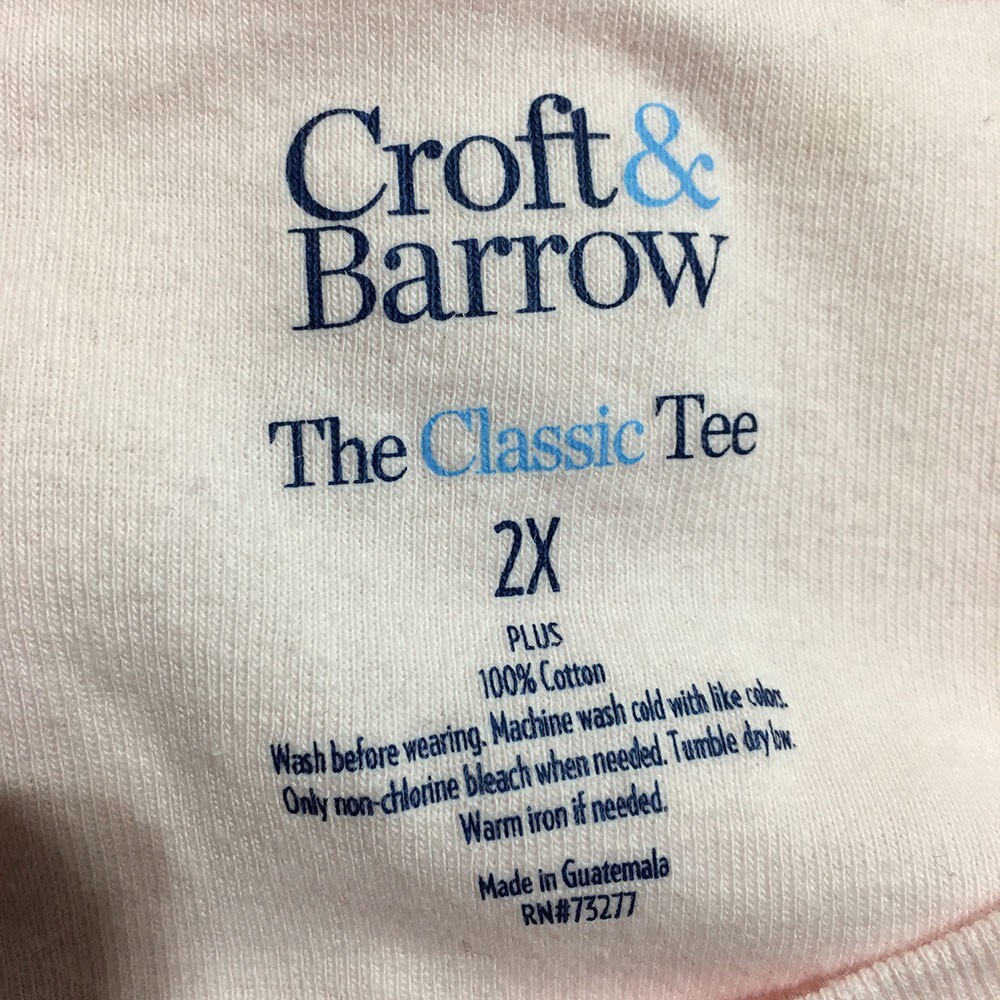 Croft&
Barrow
The Classic Tee
2X
PLUS
100% Cotton
Wash before wearing. Machine wash cold with like colors.
Only non-chlorine bleach when needed. Tumble dry low.
Warm iron if needed.
Made in Guatemala
RN#73277